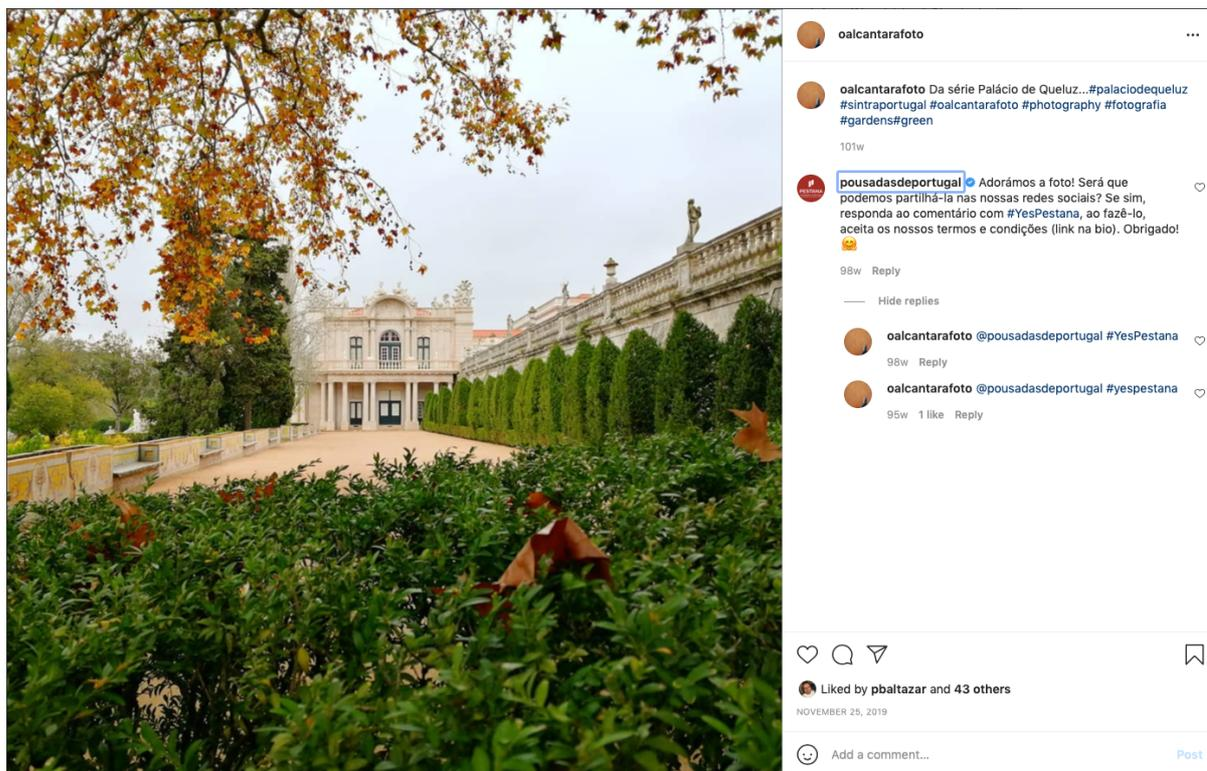 oalcantarafoto
oalcantarafoto Da série Palácio de Queluz...#palaciodequeluz
#sintraportugal #oalcantarafoto #photography #fotografia
#gardens#green
101w
PESTANA
pousadasdeportugal Adorámos a foto! Será que
podemos partilhá-la nas nossas redes sociais? Se sim,
responda ao comentário com #YesPestana, ao fazê-lo,
aceita os nossos termos e condições (link na bio). Obrigado!
🤗
98w Reply
Hide replies
oalcantarafoto @pousadasdeportugal #YesPestana
98w Reply
oalcantarafoto @pousadasdeportugal #yespestana
95w 1 like Reply
Liked by pbaltazar and 43 others
NOVEMBER 25, 2019
Add a comment...
Post